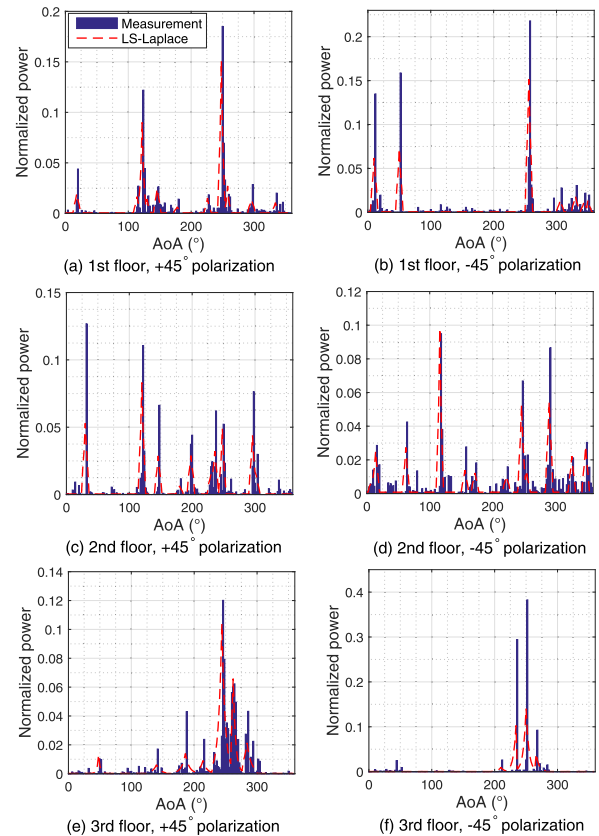 Measurement
LS-Laplace
Normalized power
0.2
0.15
0.1
0.05
0
0 100 200 300
AoA (°)
(a) 1st floor, +45° polarization
Normalized power
0.2
0.15
0.1
0.05
0
0 100 200 300
AoA (°)
(b) 1st floor, -45° polarization
Normalized power
0.15
0.1
0.05
0
0 100 200 300
AoA (°)
(c) 2nd floor, +45° polarization
Normalized power
0.12
0.1
0.08
0.06
0.04
0.02
0
0 100 200 300
AoA (°)
(d) 2nd floor, -45° polarization
Normalized power
0.14
0.12
0.1
0.08
0.06
0.04
0.02
0
0 100 200 300
AoA (°)
(e) 3rd floor, +45° polarization
Normalized power
0.4
0.3
0.2
0.1
0
0 100 200 300
AoA (°)
(f) 3rd floor, -45° polarization